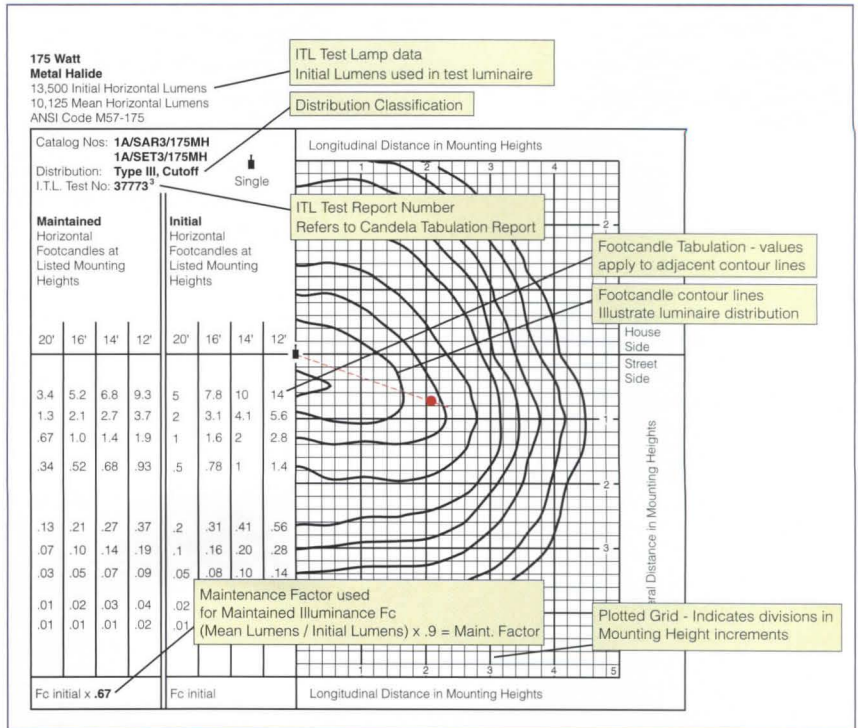 175 Watt
Metal Halide
13,500 Initial Horizontal Lumens
10,125 Mean Horizontal Lumens
ANSI Code M57-175
ITL Test Lamp data
Initial Lumens used in test luminaire
Distribution Classification
Catalog Nos: 1A/SAR3/175MH
1A/SET3/175MH
Distribution: Type III, Cutoff
I.T.L. Test No: 37773³
Single
Longitudinal Distance in Mounting Heights
1 2 3 4
ITL Test Report Number
Refers to Candela Tabulation Report
Maintained
Horizontal
Footcandles at
Listed Mounting
Heights
Initial
Horizontal
Footcandles at
Listed Mounting
Heights
2
Footcandle Tabulation - values
apply to adjacent contour lines
Footcandle contour lines
Illustrate luminaire distribution
House
Side
Street
Side
20' 16' 14' 12' 20' 16' 14' 12'
3.4 5.2 6.8 9.3 5 7.8 10 14
1.3 2.1 2.7 3.7 2 3.1 4.1 5.6
.67 1.0 1.4 1.9 1 1.6 2 2.8
.34 .52 .68 .93 .5 .78 1 1.4
.13 .21 .27 .37 .2 .31 .41 .56
.07 .10 .14 .19 .1 .16 .20 .28
.03 .05 .07 .09 .05 .08 .10 .14
.01 .02 .03 .04 .02
.01 .01 .01 .02 .01
1
2
3
eral Distance in Mounting Heights
Maintenance Factor used
for Maintained Illuminance Fc
(Mean Lumens / Initial Lumens) x .9 = Maint. Factor
Plotted Grid - Indicates divisions in
Mounting Height increments
1 2 3 4 5
Fc initial x .67
Fc initial
Longitudinal Distance in Mounting Heights